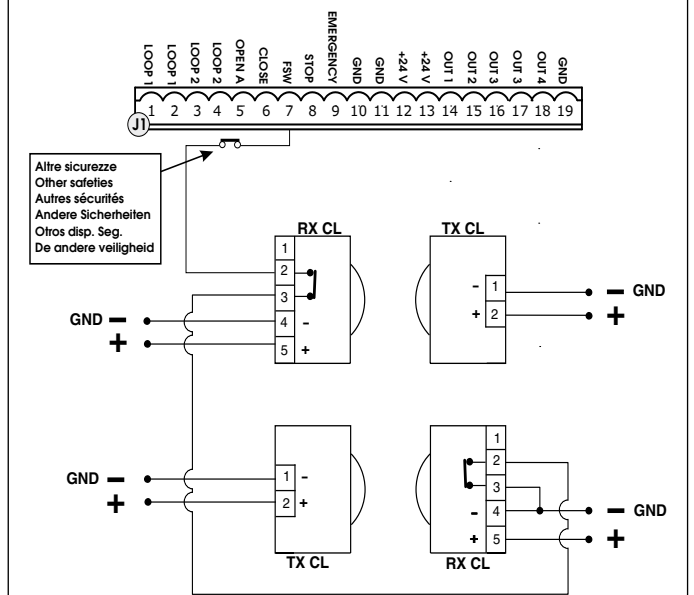 LOOP 1 LOOP 1 LOOP 2 LOOP 2 OPEN A CLOSE FSW STOP EMERGENCY GND GND +24 V +24 V OUT 1 OUT 2 OUT 3 OUT 3 OUT 4 GND
1 2 3 4 5 6 7 8 9 10 11 12 13 14 15 16 17 18 19
J1
Altre sicurezze
Other safeties
Autres sécurités
Andere Sicherheiten
Otros disp. Seg.
De andere veiligheid
RX CL
1
2
3
GND - 4 -
+ 5 +
TX CL
- 1 - GND
+ 2 +
GND - 1 -
+ 2 +
TX CL
1
2
3
- 4 - GND
+ 5 +
RX CL